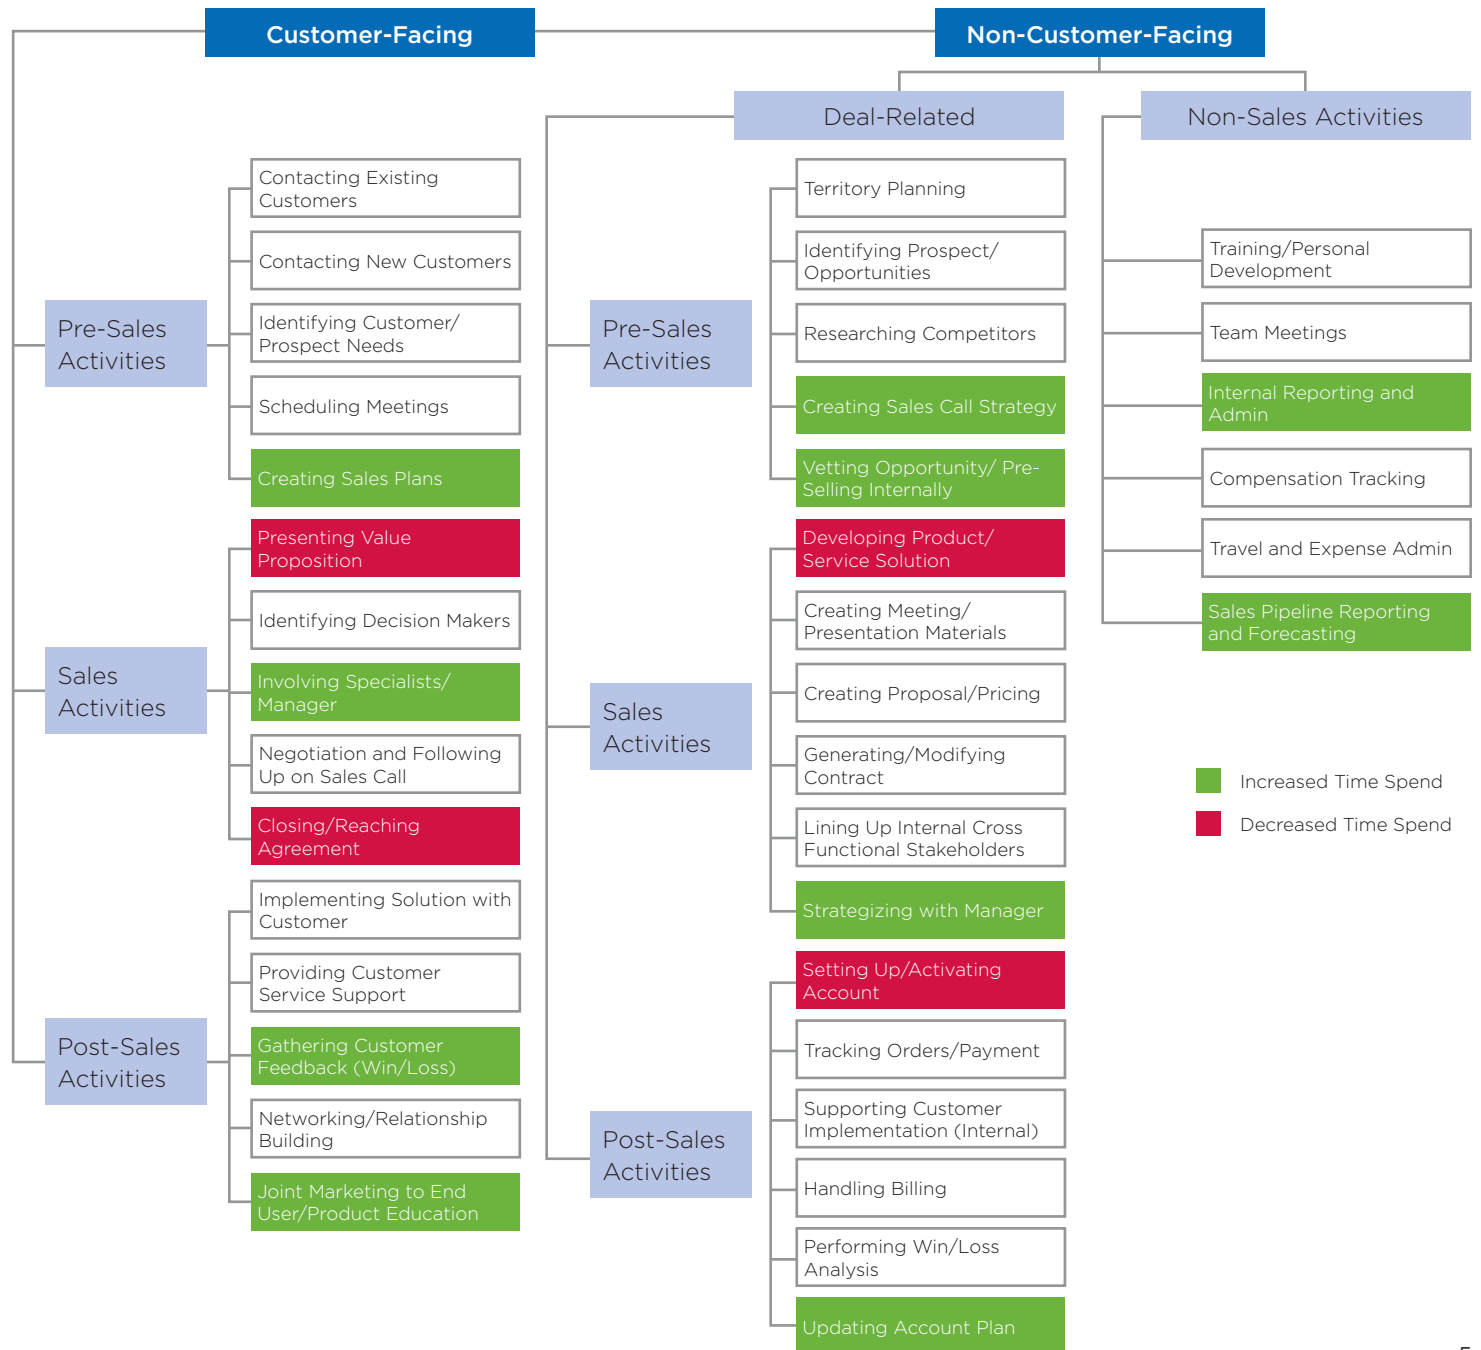 Customer-Facing
Non-Customer-Facing
Deal-Related
Non-Sales Activities
Pre-Sales
Activities
Contacting Existing
Customers
Contacting New Customers
Identifying Customer/
Prospect Needs
Scheduling Meetings
Creating Sales Plans
Sales
Activities
Presenting Value
Proposition
Identifying Decision Makers
Involving Specialists/
Manager
Negotiation and Following
Up on Sales Call
Closing/Reaching
Agreement
Post-Sales
Activities
Implementing Solution with
Customer
Providing Customer
Service Support
Gathering Customer
Feedback (Win/Loss)
Networking/Relationship
Building
Joint Marketing to End
User/Product Education
Pre-Sales
Activities
Territory Planning
Identifying Prospect/
Opportunities
Researching Competitors
Creating Sales Call Strategy
Vetting Opportunity/ Pre-
Selling Internally
Sales
Activities
Developing Product/
Service Solution
Creating Meeting/
Presentation Materials
Creating Proposal/Pricing
Generating/Modifying
Contract
Lining Up Internal Cross
Functional Stakeholders
Strategizing with Manager
Post-Sales
Activities
Setting Up/Activating
Account
Tracking Orders/Payment
Supporting Customer
Implementation (Internal)
Handling Billing
Performing Win/Loss
Analysis
Updating Account Plan
Training/Personal
Development
Team Meetings
Internal Reporting and
Admin
Compensation Tracking
Travel and Expense Admin
Sales Pipeline Reporting
and Forecasting
Increased Time Spend
Decreased Time Spend